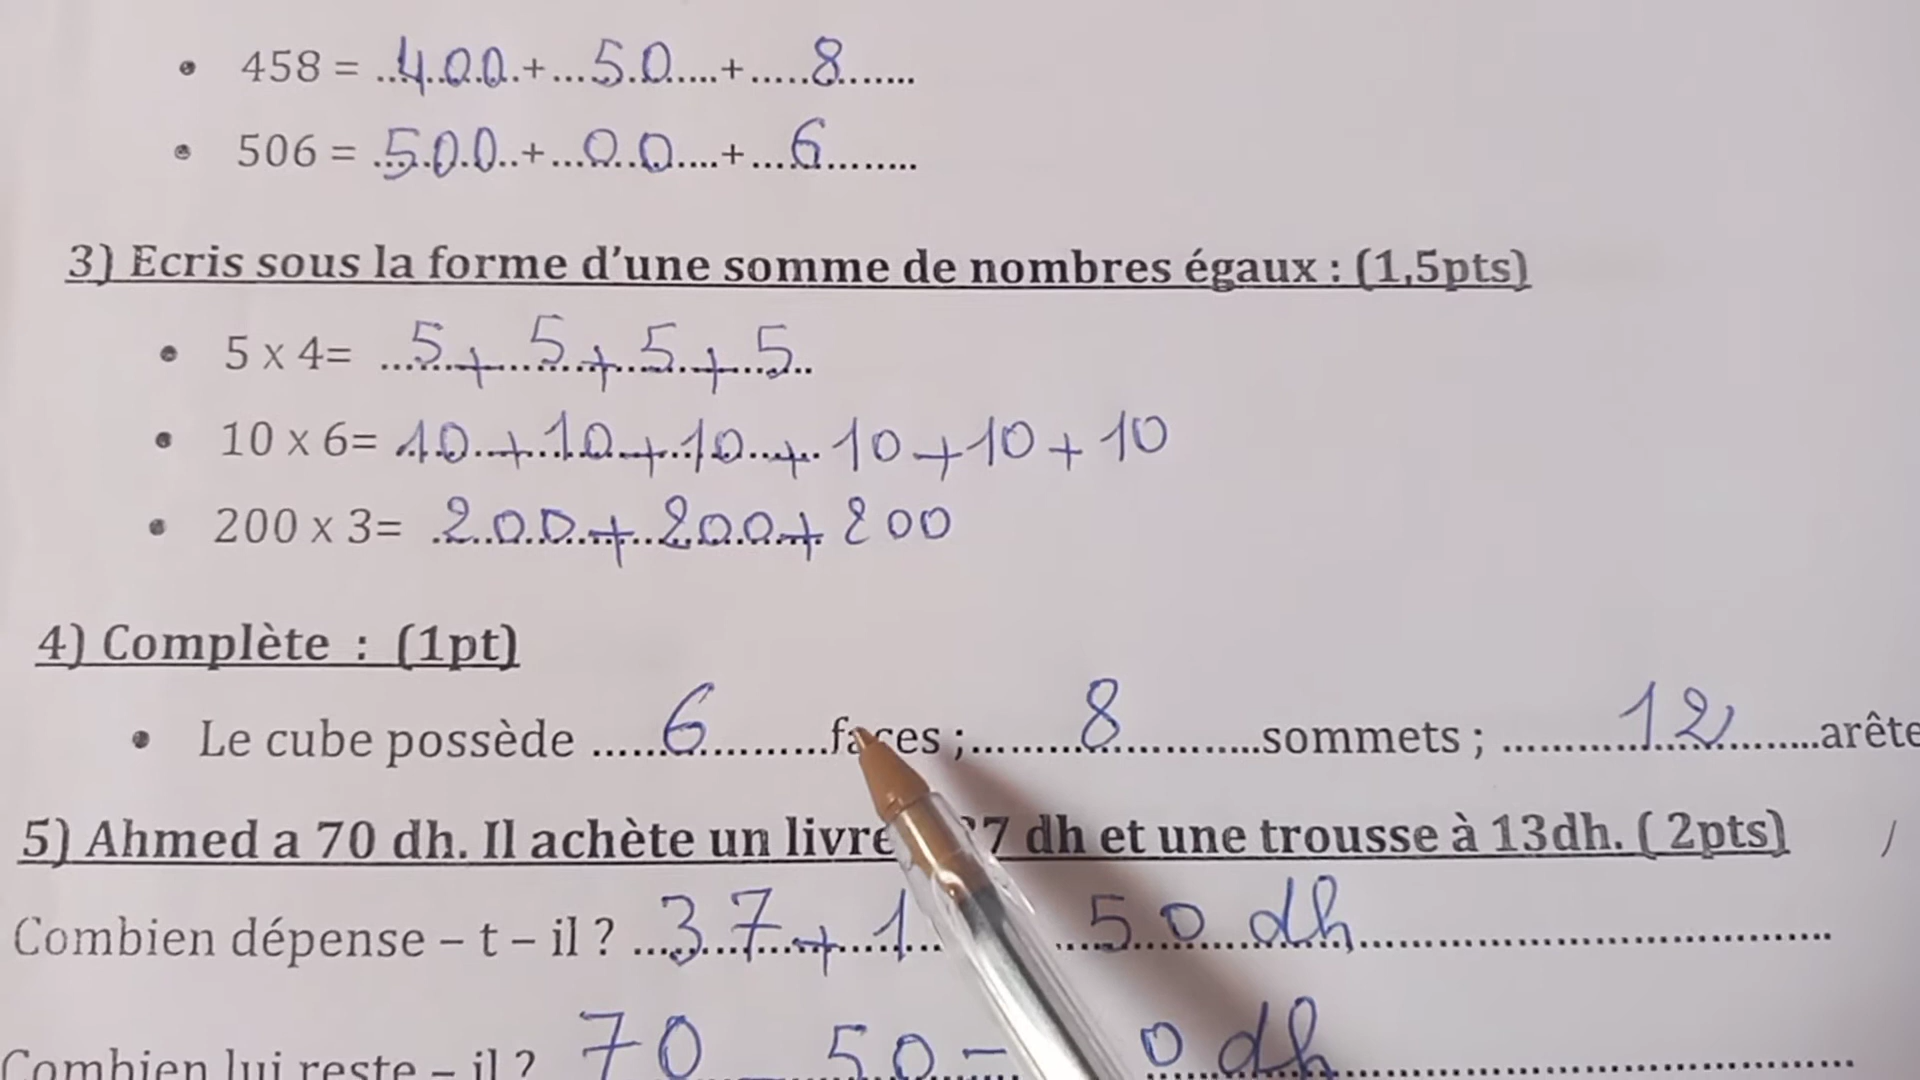 • 458 = ...400.+...50.....+.....8.......
• 506 = .500..+...00....+...6........
3) Ecris sous la forme d'une somme de nombres égaux : (1,5pts)
• 5 x 4= ...5+...5+.5+.5..
• 10 x 6= 10+10+10+10+10+10
• 200 x 3= .200+.200+ 200
4) Complète : (1pt)
• Le cube possède ......6.........faces ;.......8............sommets ; ........12........arête
5) Ahmed a 70 dh. Il achète un livre 7 dh et une trousse à 13dh. ( 2pts)
Combien dépense – t – il ? ...37+1 ...50 dh..............................
Combien lui reste – il ? 70 - 50 = 0 dh..............................